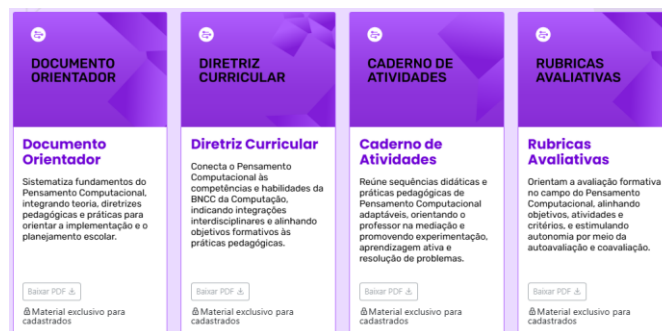 DOCUMENTO
ORIENTADOR
Documento
Orientador
Sistematiza fundamentos do
Pensamento Computacional,
integrando teoria, diretrizes
pedagógicas e práticas para
orientar a implementação e o
planejamento escolar.
Baixar PDF
Material exclusivo para
cadastrados
DIRETRIZ
CURRICULAR
Diretriz Curricular
Conecta o Pensamento
Computacional às
competências e habilidades da
BNCC da Computação,
indicando integrações
interdisciplinares e alinhando
objetivos formativos às
práticas pedagógicas.
Baixar PDF
Material exclusivo para
cadastrados
CADERNO DE
ATIVIDADES
Caderno de
Atividades
Reúne sequências didáticas e
práticas pedagógicas de
Pensamento Computacional
adaptáveis, orientando o
professor na mediação e
promovendo experimentação,
aprendizagem ativa e
resolução de problemas.
Baixar PDF
Material exclusivo para
cadastrados
RUBRICAS
AVALIATIVAS
Rubricas
Avaliativas
Orientam a avaliação formativa
no campo do Pensamento
Computacional, alinhando
objetivos, atividades e
critérios, e estimulando
autonomia por meio da
autoavaliação e coavaliação.
Baixar PDF
Material exclusivo para
cadastrados